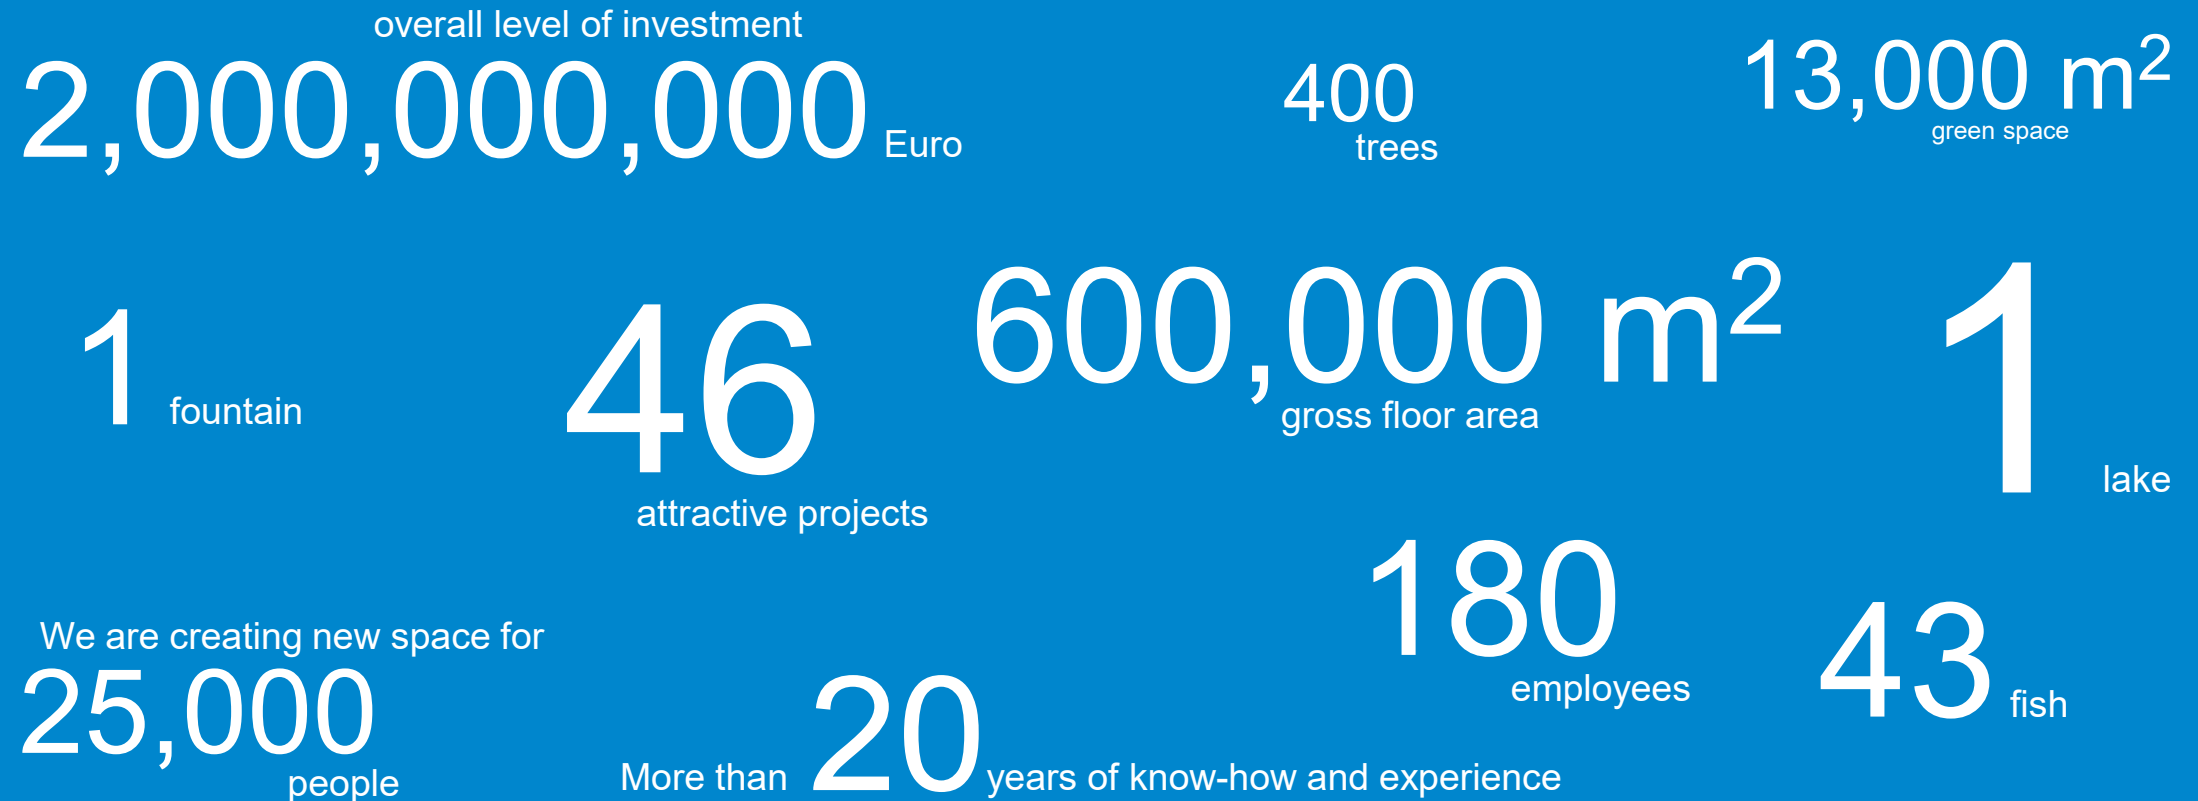 overall level of investment
2,000,000,000 Euro
400
trees
13,000 m²
green space
1 fountain
46
attractive projects
600,000 m²
gross floor area
1 lake
We are creating new space for
25,000
people
More than 20 years of know-how and experience
180
employees
43 fish